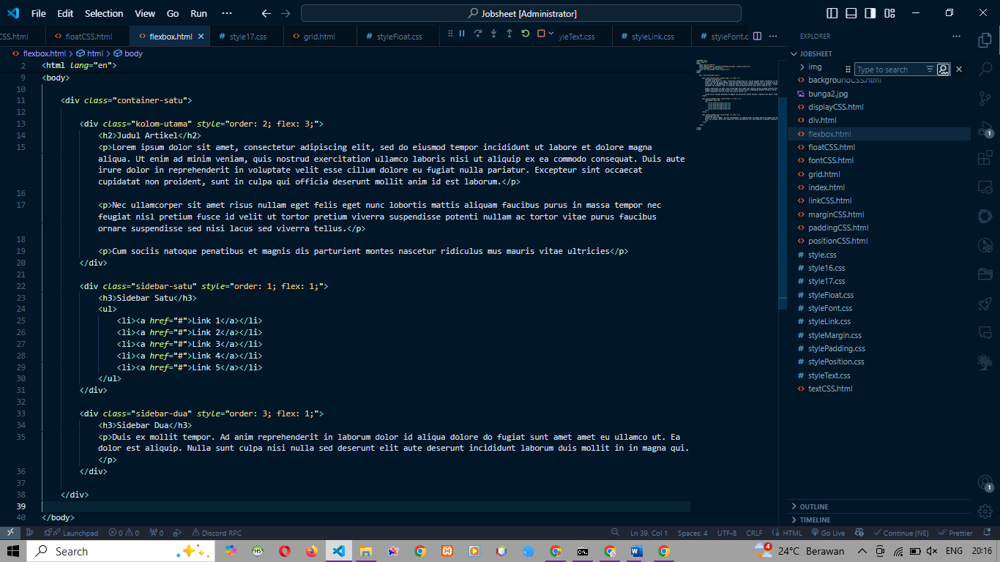 File Edit Selection View Go Run ··· Jobsheet [Administrator]
CSS.html floatCSS.html flexbox.html style17.css grid.html styleFloat.css yleText.css styleLink.css styleFont.c
EXPLORER
flexbox.html > html > body
JOBSHEET
2 <html lang="en">
img
Type to search
9 <body>
backgroundCSS.html
10
bunga2.jpg
11 <div class="container-satu">
displayCSS.html
12
div.html
13 <div class="kolom-utama" style="order: 2; flex: 3;">
14 <h2>Judul Artikel</h2>
flexbox.html
15 <p>Lorem ipsum dolor sit amet, consectetur adipiscing elit, sed do eiusmod tempor incididunt ut labore et dolore magna
floatCSS.html
aliqua. Ut enim ad minim veniam, quis nostrud exercitation ullamco laboris nisi ut aliquip ex ea commodo consequat. Duis aute
fontCSS.html
irure dolor in reprehenderit in voluptate velit esse cillum dolore eu fugiat nulla pariatur. Excepteur sint occaecat
grid.html
cupidatat non proident, sunt in culpa qui officia deserunt mollit anim id est laborum.</p>
index.html
16
linkCSS.html
17 <p>Nec ullamcorper sit amet risus nullam eget felis eget nunc lobortis mattis aliquam faucibus purus in massa tempor nec
marginCSS.html
feugiat nisl pretium fusce id velit ut tortor pretium viverra suspendisse potenti nullam ac tortor vitae purus faucibus
paddingCSS.html
ornare suspendisse sed nisi lacus sed viverra tellus.</p>
18
positionCSS.html
19 <p>Cum sociis natoque penatibus et magnis dis parturient montes nascetur ridiculus mus mauris vitae ultricies</p>
style.css
20 </div>
style16.css
21
style17.css
22 <div class="sidebar-satu" style="order: 1; flex: 1;">
styleFloat.css
23 <h3>Sidebar Satu</h3>
24 <ul>
styleFont.css
25 <li><a href="#">Link 1</a></li>
styleLink.css
26 <li><a href="#">Link 2</a></li>
styleMargin.css
27 <li><a href="#">Link 3</a></li>
stylePadding.css
28 <li><a href="#">Link 4</a></li>
stylePosition.css
29 <li><a href="#">Link 5</a></li>
styleText.css
30 </ul>
31 </div>
textCSS.html
32
33 <div class="sidebar-dua" style="order: 3; flex: 1;">
34 <h3>Sidebar Dua</h3>
35 <p>Duis ex mollit tempor. Ad anim reprehenderit in laborum dolor id aliqua dolore do fugiat sunt amet amet eu ullamco ut. Ea
dolor est aliquip. Nulla sunt culpa nisi nulla sed deserunt elit aute deserunt incididunt laborum duis mollit in in magna qui.
</p>
36 </div>
37
38 </div>
39
OUTLINE
40 </body>
TIMELINE
Launchpad 0 0 0 Discord RPC Ln 39, Col 1 Spaces: 4 UTF-8 CRLF HTML Go Live Continue (NE) Prettier
Search 4 24°C Berawan ENG 20:16
1
1